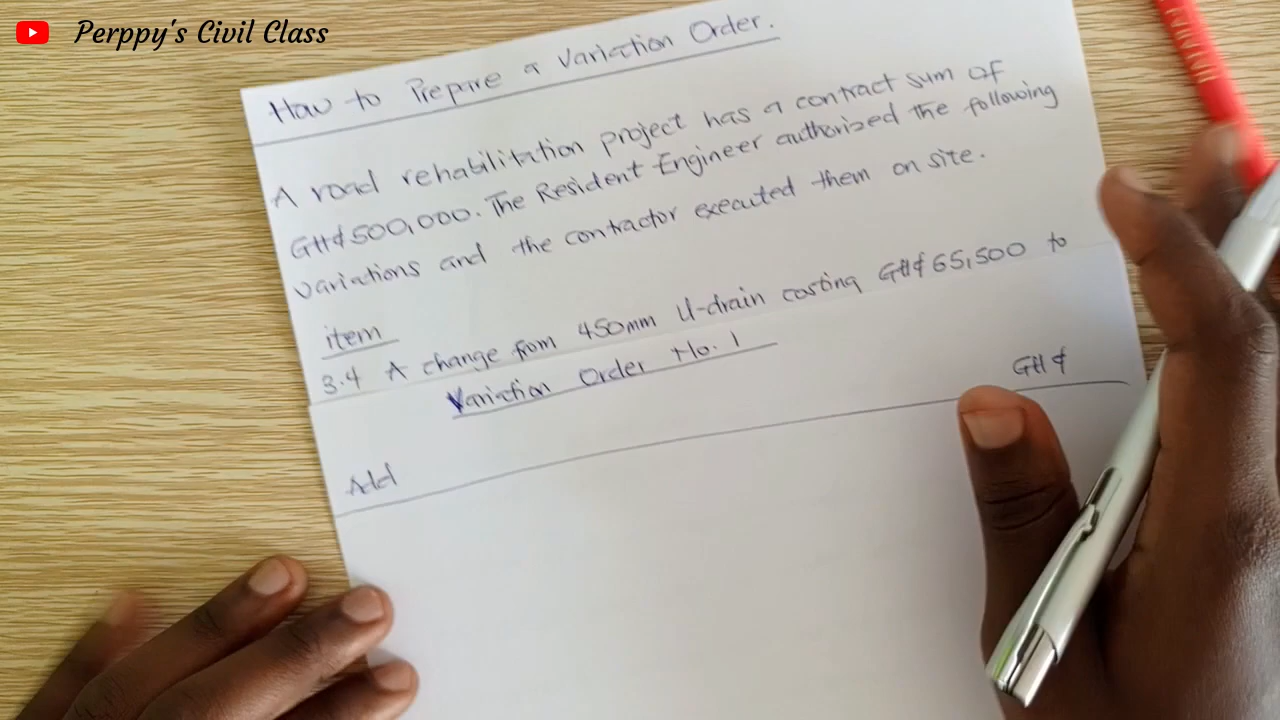 Perppy's Civil Class
How to Prepare a Variation Order.
A road rehabilitation project has a contract sum of
GH₵500,000. The Resident Engineer authorized the following
variations and the contractor executed them on site.
item
3.4 A change from 450mm U-drain costing GH₵65,500 to
Variation Order No. 1
GH₵
Add